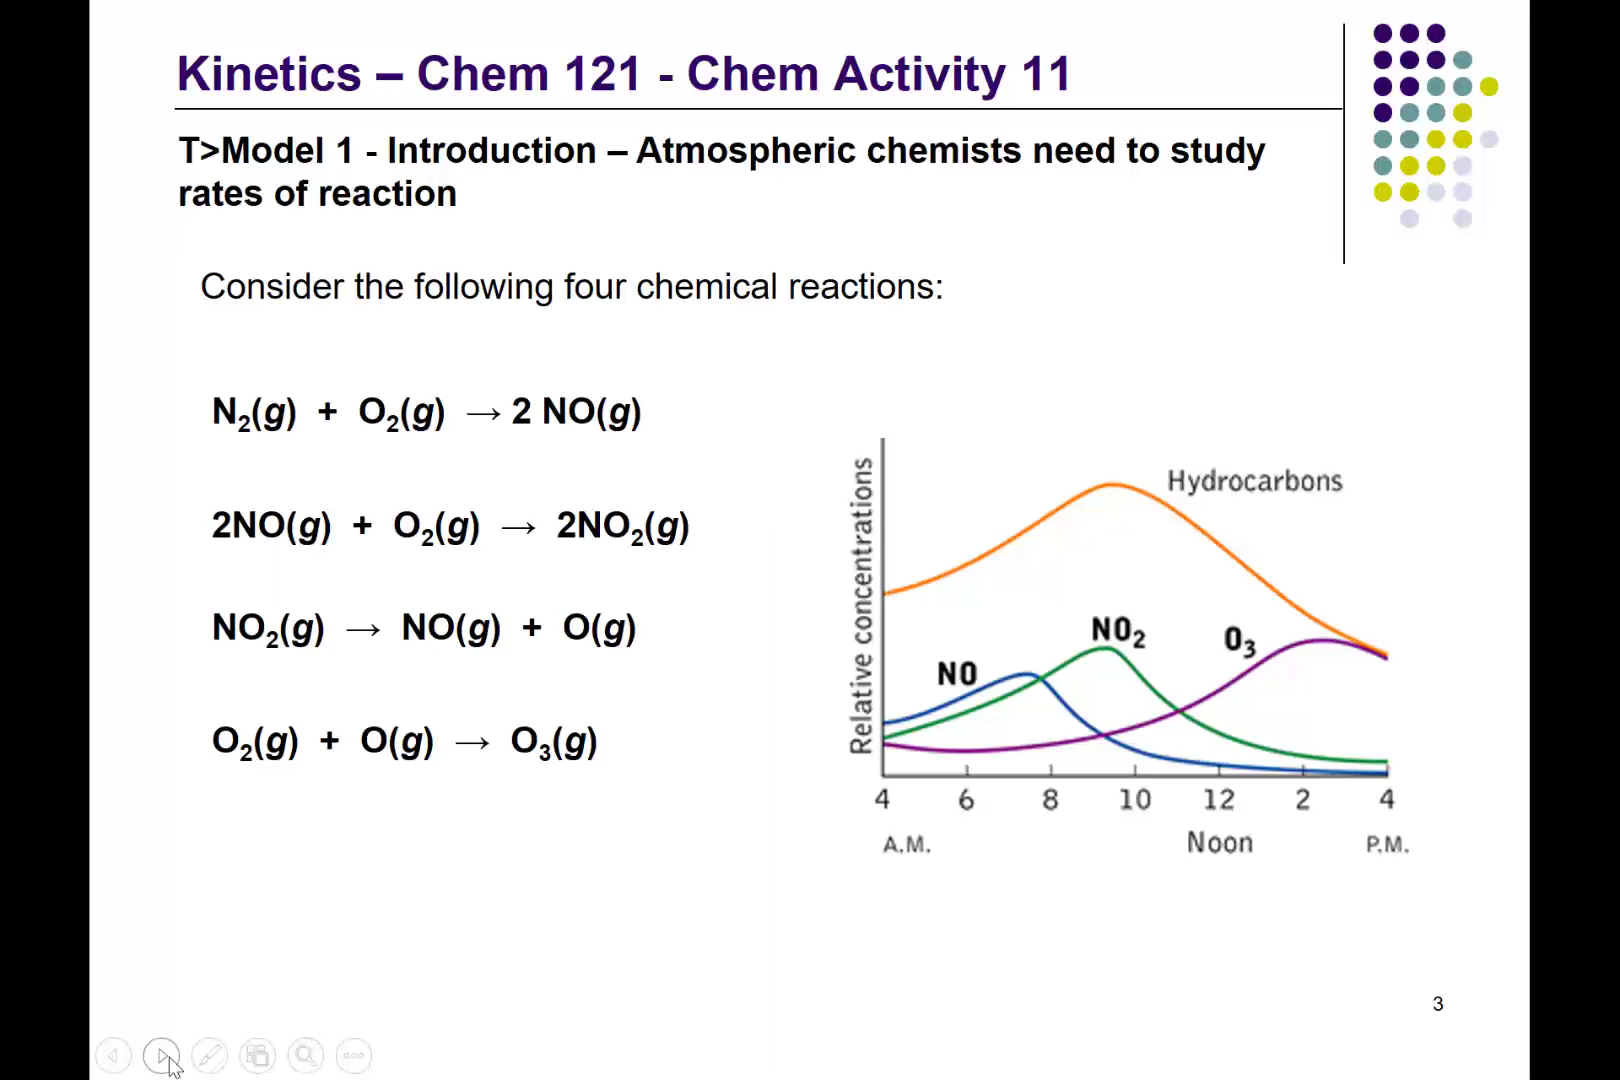 Kinetics – Chem 121 - Chem Activity 11
T>Model 1 - Introduction – Atmospheric chemists need to study
rates of reaction
Consider the following four chemical reactions:
N₂(g) + O₂(g) → 2 NO(g)
2NO(g) + O₂(g) → 2NO₂(g)
NO₂(g) → NO(g) + O(g)
O₂(g) + O(g) → O₃(g)
Relative concentrations
Hydrocarbons
NO
NO₂
O₃
4 6 8 10 12 2 4
A.M. Noon P.M.
3